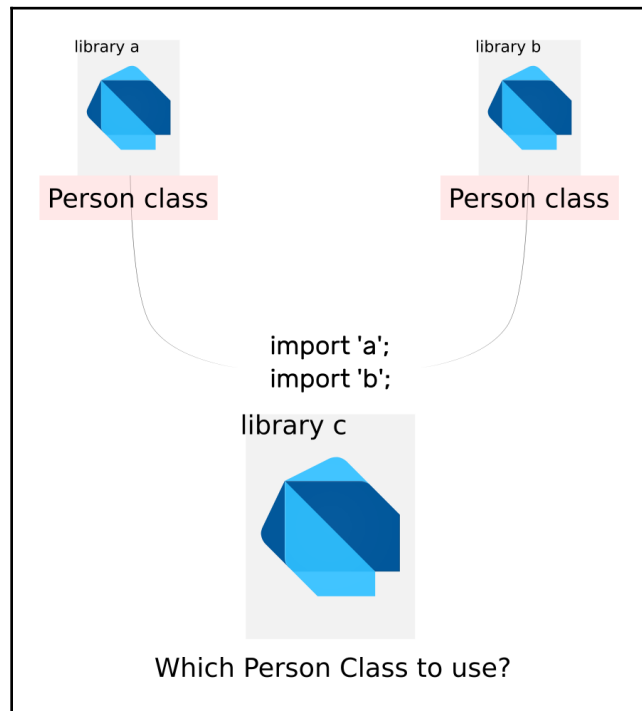 library a
library b
Person class
Person class
import 'a';
import 'b';
library c
Which Person Class to use?